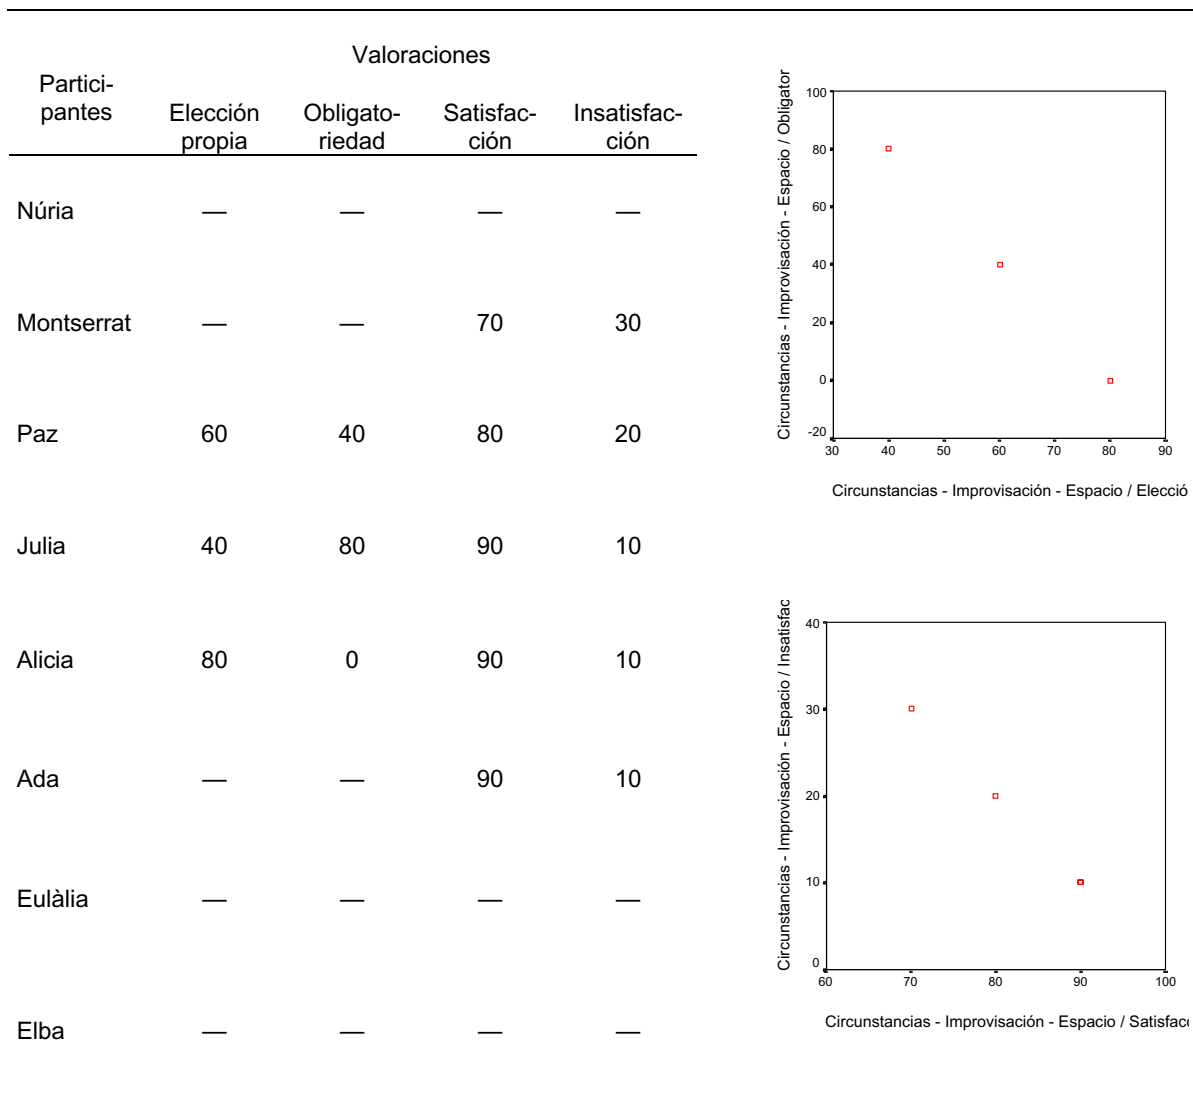 Valoraciones
Partici-
pantes
Elección
propia
Obligato-
riedad
Satisfac-
ción
Insatisfac-
ción
Núria — — — —
Montserrat — — 70 30
Paz 60 40 80 20
Julia 40 80 90 10
Alicia 80 0 90 10
Ada — — 90 10
Eulàlia — — — —
Elba — — — —
Circunstancias - Improvisación - Espacio / Obligator
100
80
60
40
20
0
-20
30 40 50 60 70 80 90
Circunstancias - Improvisación - Espacio / Elecció
Circunstancias - Improvisación - Espacio / Insatisfac
40
30
20
10
0
60 70 80 90 100
Circunstancias - Improvisación - Espacio / Satisfacc